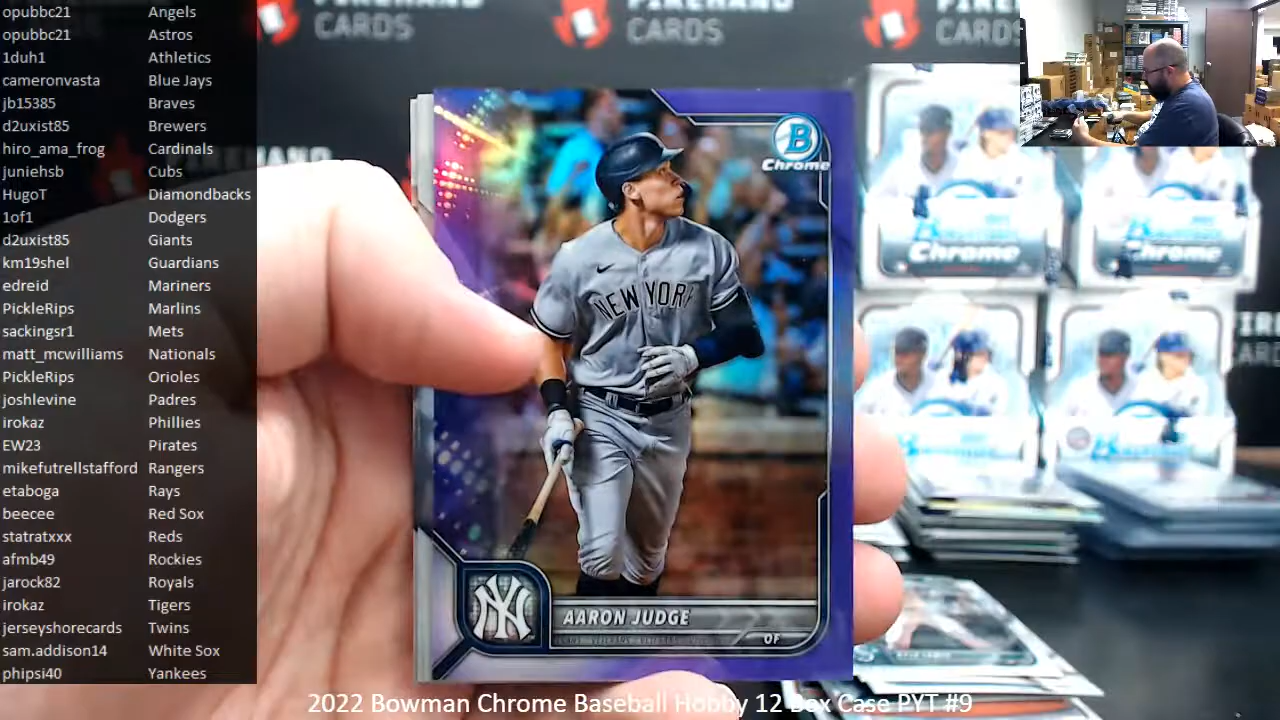 opubbc21 Angels
opubbc21 Astros
1duh1 Athletics
cameronvasta Blue Jays
jb15385 Braves
d2uxist85 Brewers
hiro_ama_frog Cardinals
juniehsb Cubs
HugoT Diamondbacks
1of1 Dodgers
d2uxist85 Giants
km19shel Guardians
edreid Mariners
PickleRips Marlins
sackingsr1 Mets
matt_mcwilliams Nationals
PickleRips Orioles
joshlevine Padres
irokaz Phillies
EW23 Pirates
mikefutrellstafford Rangers
etaboga Rays
beecee Red Sox
statratxxx Reds
afmb49 Rockies
jarock82 Royals
irokaz Tigers
jerseyshorecards Twins
sam.addison14 White Sox
phipsi40 Yankees
CARDS
CARDS
B
Chrome
NEW YORK
NY
AARON JUDGE
OF
Chrome
Chrome
2022 Bowman Chrome Baseball Hobby 12 Box Case PYT #9